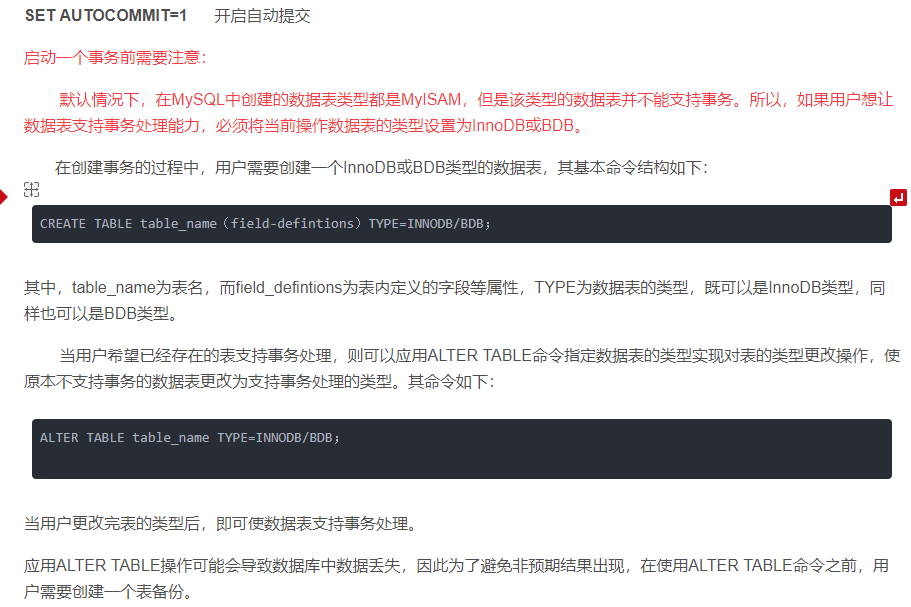 SET AUTOCOMMIT=1 开启自动提交
启动一个事务前需要注意：
默认情况下，在MySQL中创建的数据表类型都是MyISAM，但是该类型的数据表并不能支持事务。所以，如果用户想让
数据表支持事务处理能力，必须将当前操作数据表的类型设置为InnoDB或BDB。
在创建事务的过程中，用户需要创建一个InnoDB或BDB类型的数据表，其基本命令结构如下：
CREATE TABLE table_name（field-defintions）TYPE=INNODB/BDB；
其中，table_name为表名，而field_defintions为表内定义的字段等属性，TYPE为数据表的类型，既可以是InnoDB类型，同
样也可以是BDB类型。
当用户希望已经存在的表支持事务处理，则可以应用ALTER TABLE命令指定数据表的类型实现对表的类型更改操作，使
原本不支持事务的数据表更改为支持事务处理的类型。其命令如下：
ALTER TABLE table_name TYPE=INNODB/BDB；
当用户更改完表的类型后，即可使数据表支持事务处理。
应用ALTER TABLE操作可能会导致数据库中数据丢失，因此为了避免非预期结果出现，在使用ALTER TABLE命令之前，用
户需要创建一个表备份。